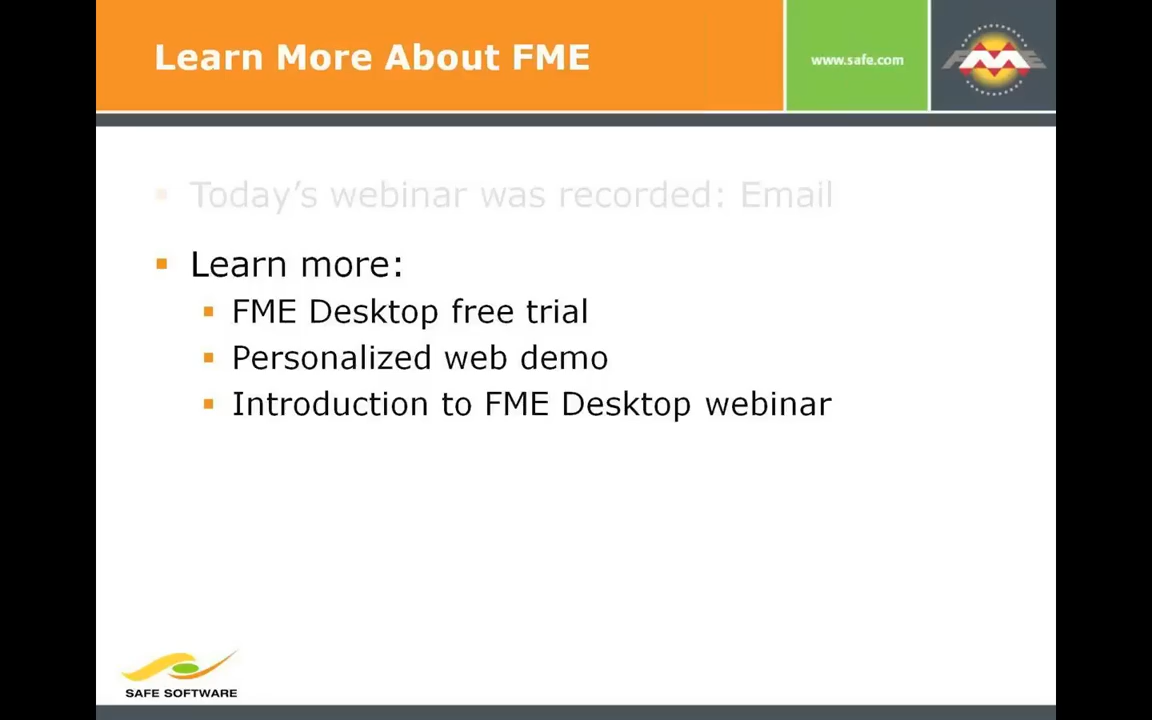 Learn More About FME
www.safe.com
FME
Today's webinar was recorded: Email
Learn more:
FME Desktop free trial
Personalized web demo
Introduction to FME Desktop webinar
SAFE SOFTWARE